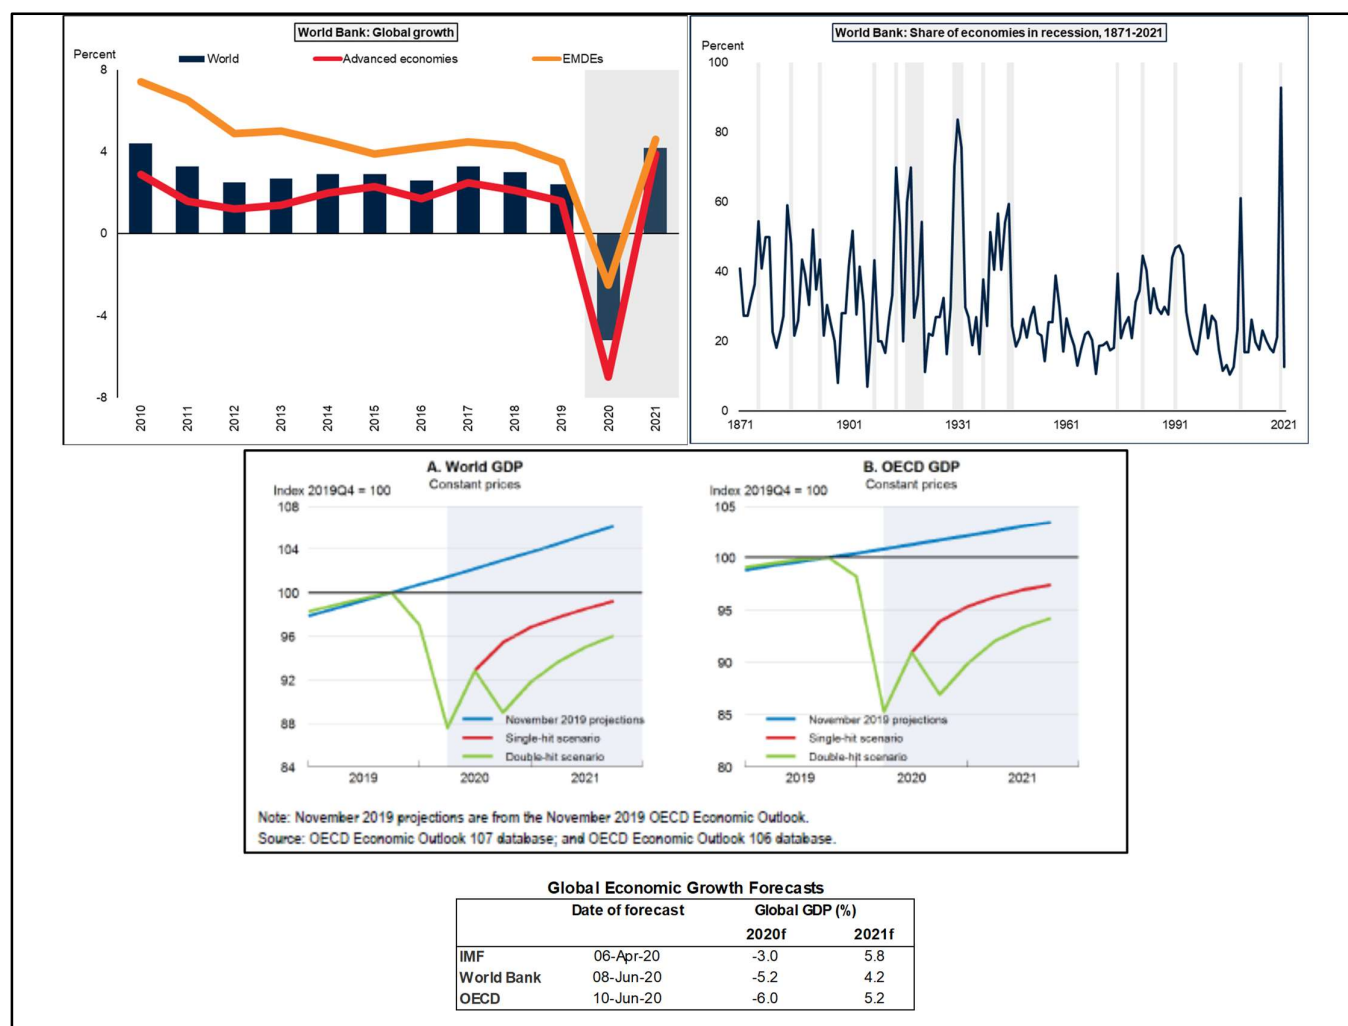 World Bank: Global growth
Percent
World Advanced economies EMDEs
8
4
0
-4
-8
2010 2011 2012 2013 2014 2015 2016 2017 2018 2019 2020 2021
World Bank: Share of economies in recession, 1871-2021
Percent
100
80
60
40
20
0
1871 1901 1931 1961 1991 2021
A. World GDP
Constant prices
Index 2019Q4 = 100
108
104
100
96
92
88
84
November 2019 projections
Single-hit scenario
Double-hit scenario
2019 2020 2021
B. OECD GDP
Constant prices
Index 2019Q4 = 100
105
100
95
90
85
80
November 2019 projections
Single-hit scenario
Double-hit scenario
2019 2020 2021
Note: November 2019 projections are from the November 2019 OECD Economic Outlook.
Source: OECD Economic Outlook 107 database; and OECD Economic Outlook 106 database.
Global Economic Growth Forecasts
Date of forecast Global GDP (%)
2020f 2021f
IMF 06-Apr-20 -3.0 5.8
World Bank 08-Jun-20 -5.2 4.2
OECD 10-Jun-20 -6.0 5.2